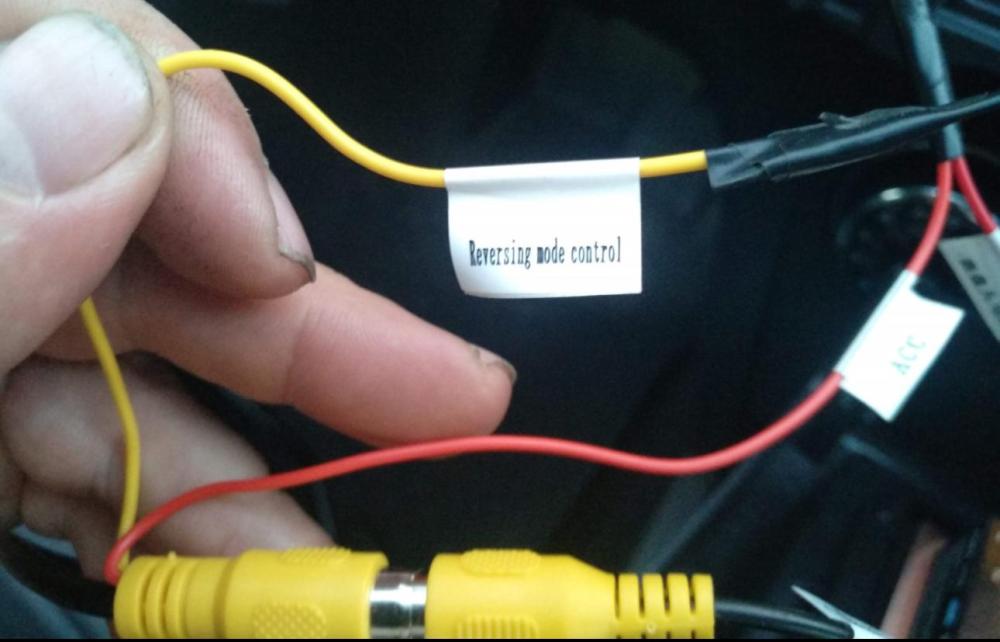 Reversing mode control
ACC